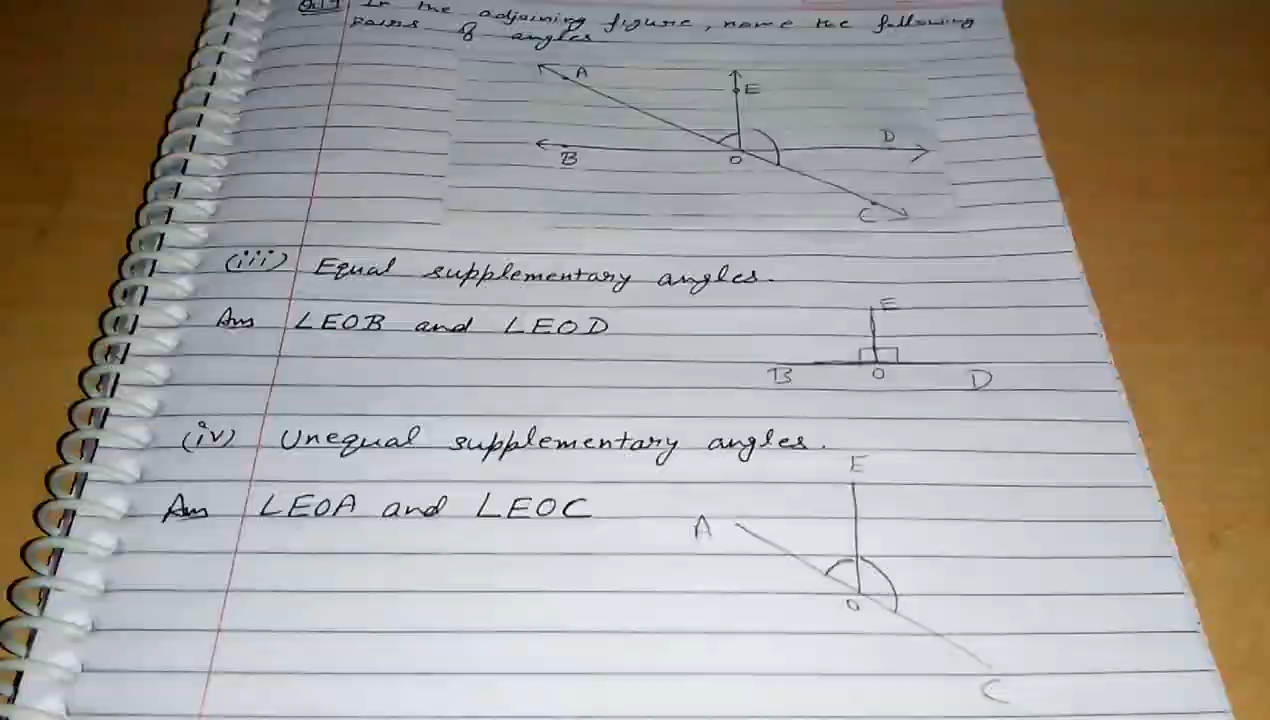 Q.14 In the adjoining figure, name the following
pairs of angles
A
E
D
B
O
C
(iii) Equal supplementary angles.
Ans ∠EOB and ∠EOD
E
B O D
(iv) Unequal supplementary angles.
E
Ans ∠EOA and ∠EOC
A
O
C